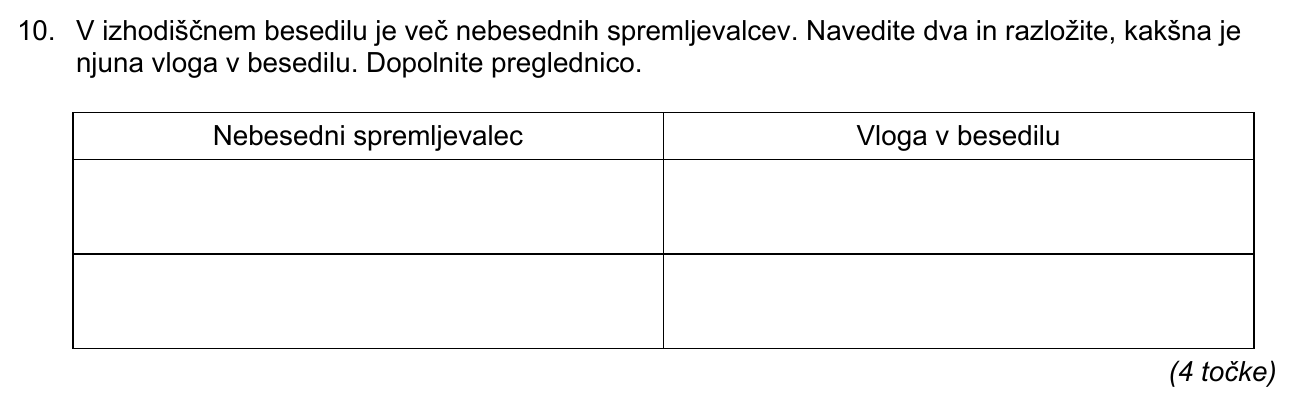 10. V izhodiščnem besedilu je več nebesednih spremljevalcev. Navedite dva in razložite, kakšna je
njuna vloga v besedilu. Dopolnite preglednico.
Nebesedni spremljevalec
Vloga v besedilu
(4 točke)